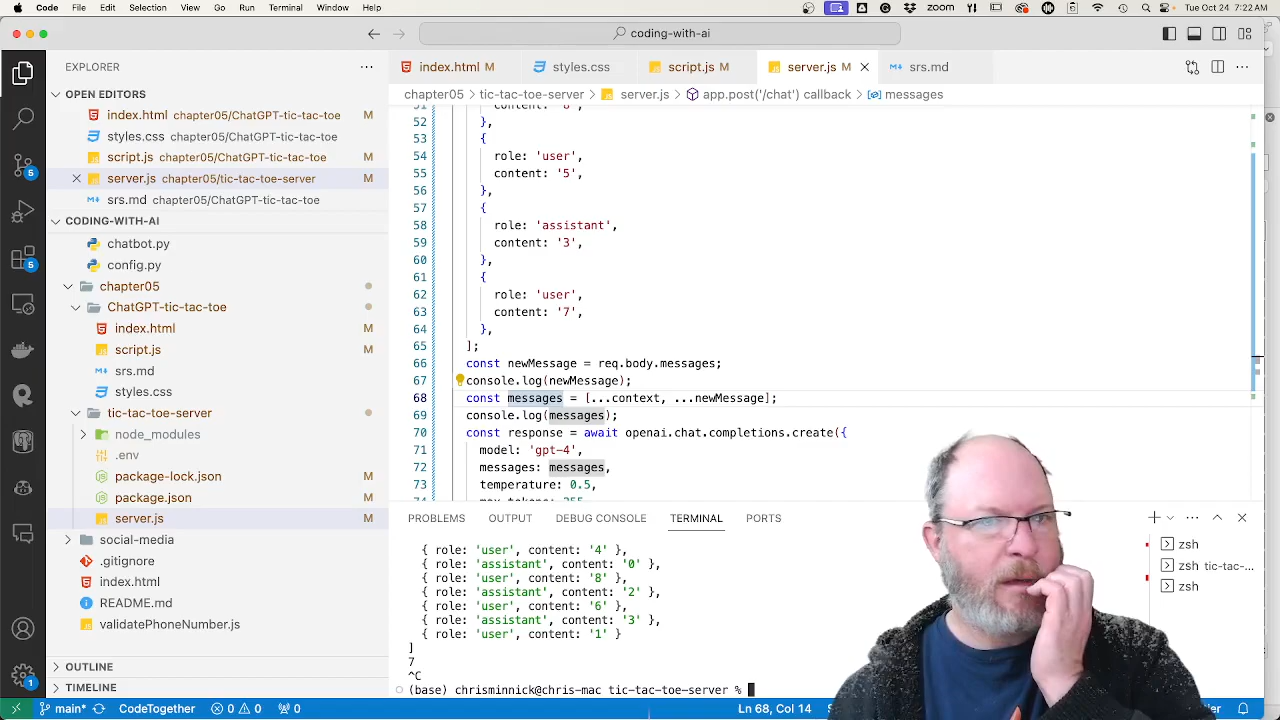 Code File Edit Selection View Go Run Terminal Window Help zoom Tue Oct 24 7:22 AM
coding-with-ai
EXPLORER
OPEN EDITORS
index.html chapter05/ChatGPT-tic-tac-toe M
styles.css chapter05/ChatGPT-tic-tac-toe
script.js chapter05/ChatGPT-tic-tac-toe M
server.js chapter05/tic-tac-toe-server M
srs.md chapter05/ChatGPT-tic-tac-toe
CODING-WITH-AI
chatbot.py
config.py
chapter05
ChatGPT-tic-tac-toe
index.html M
script.js M
srs.md
styles.css
tic-tac-toe-server
node_modules
.env
package-lock.json M
package.json M
server.js M
social-media
.gitignore
index.html
README.md
validatePhoneNumber.js
OUTLINE
TIMELINE
5
5
1
index.html M styles.css script.js M server.js M srs.md
chapter05 > tic-tac-toe-server > server.js > app.post('/chat') callback > messages
52 },
53 {
54 role: 'user',
55 content: '5',
56 },
57 {
58 role: 'assistant',
59 content: '3',
60 },
61 {
62 role: 'user',
63 content: '7',
64 },
65 ];
66 const newMessage = req.body.messages;
67 console.log(newMessage);
68 const messages = [...context, ...newMessage];
69 console.log(messages);
70 const response = await openai.chat.completions.create({
71 model: 'gpt-4',
72 messages: messages,
73 temperature: 0.5,
PROBLEMS OUTPUT DEBUG CONSOLE TERMINAL PORTS
{ role: 'user', content: '4' },
{ role: 'assistant', content: '0' },
{ role: 'user', content: '8' },
{ role: 'assistant', content: '2' },
{ role: 'user', content: '6' },
{ role: 'assistant', content: '3' },
{ role: 'user', content: '1' }
]
7
^C
(base) chrisminnick@chris-mac tic-tac-toe-server %
zsh
zsh tic-tac-...
zsh
main* CodeTogether 0 0 0 Ln 68, Col 14